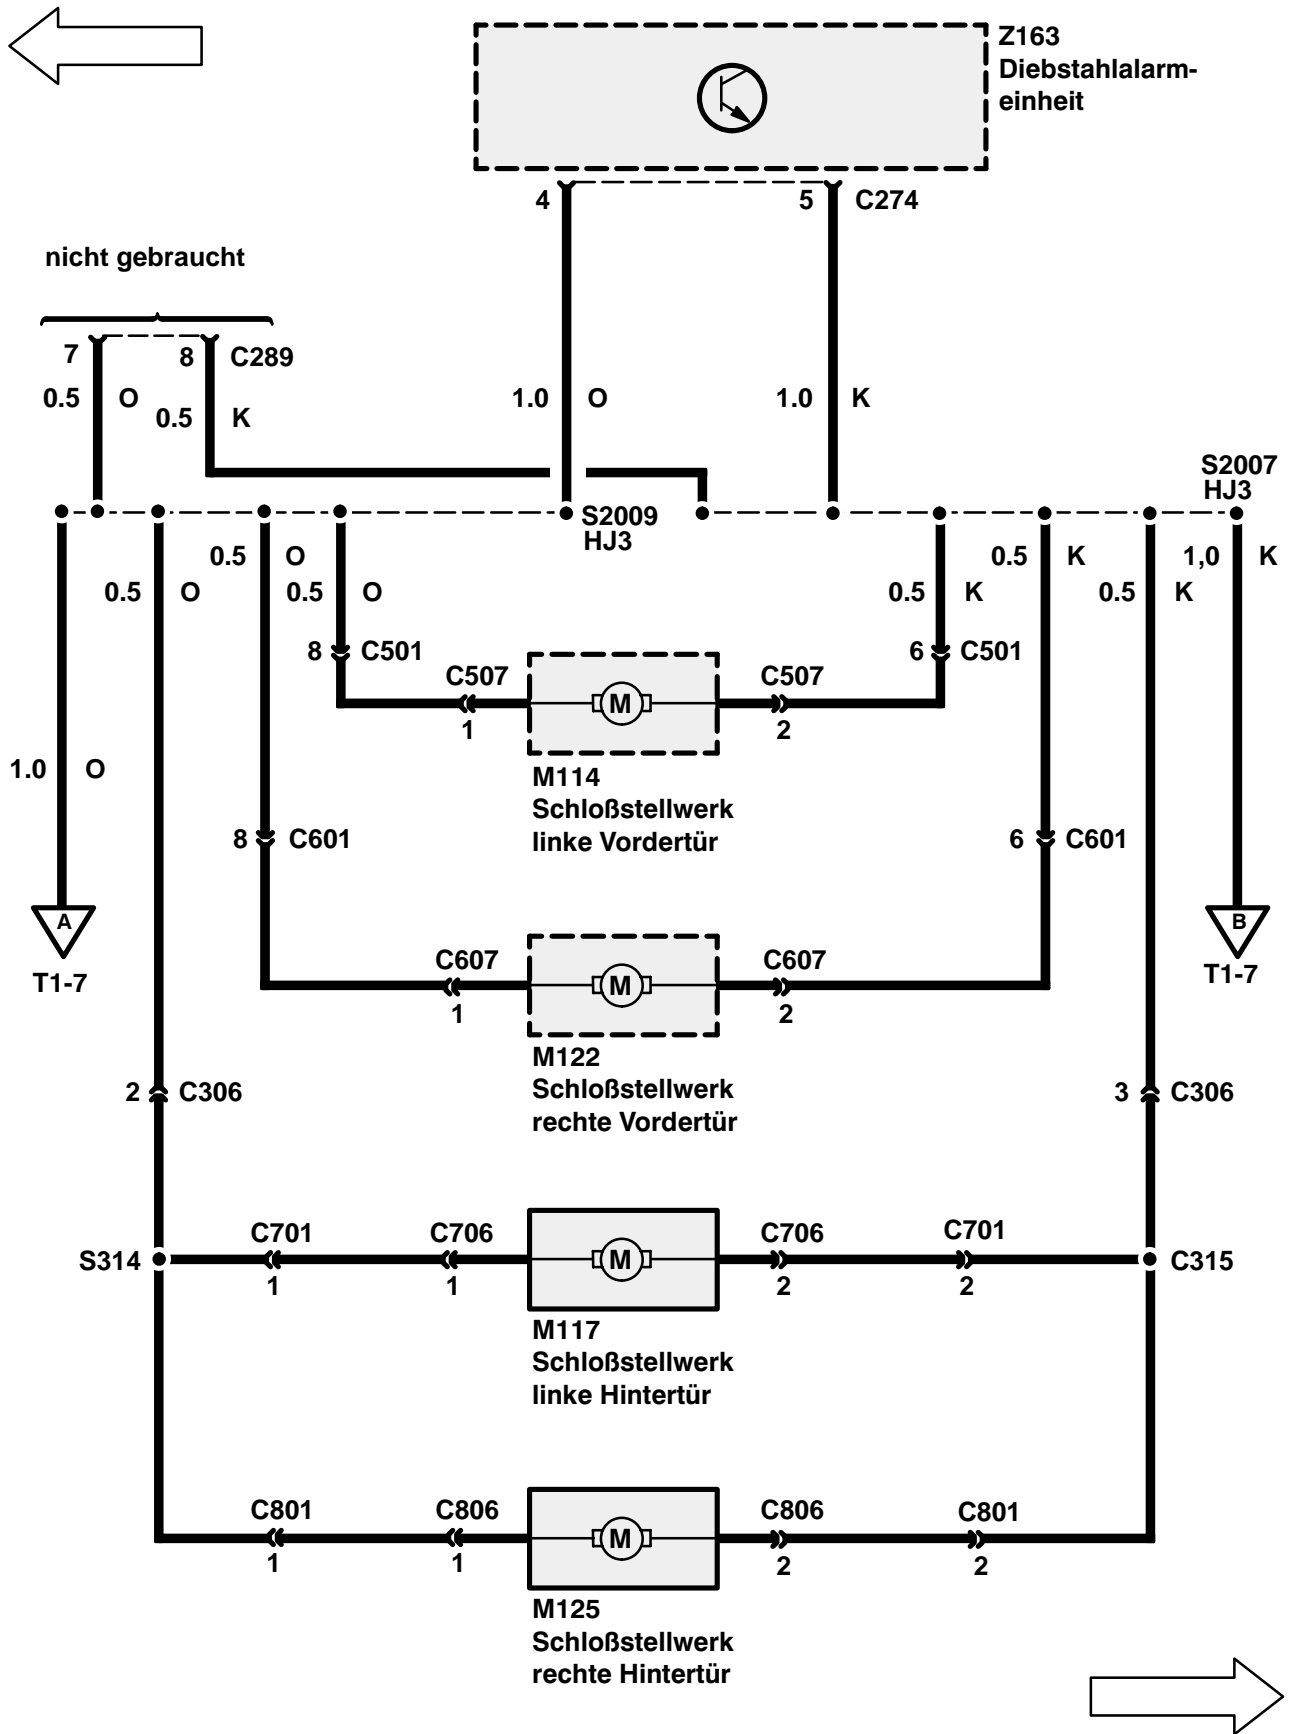 Z163
Diebstahlalarm-
einheit
4
5 C274
nicht gebraucht
7
8 C289
0.5 O
0.5 K
1.0 O
1.0 K
S2007
HJ3
S2009
HJ3
0.5 O
0.5 O
0.5 O
0.5 K
0.5 K
0.5 K
1,0 K
8 C501
6 C501
C507
1
M
C507
2
M114
Schloßstellwerk
linke Vordertür
1.0 O
8 C601
6 C601
A
T1-7
B
T1-7
C607
1
M
C607
2
M122
Schloßstellwerk
rechte Vordertür
2 C306
3 C306
S314
C701
1
C706
1
M
C706
2
C701
2
C315
M117
Schloßstellwerk
linke Hintertür
C801
1
C806
1
M
C806
2
C801
2
M125
Schloßstellwerk
rechte Hintertür